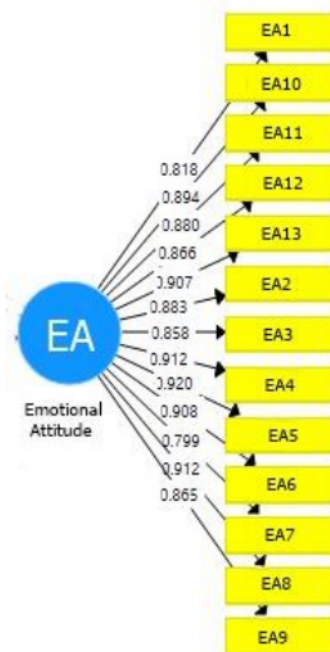 EA1
EA10
EA11
EA12
EA13
EA2
EA3
EA4
EA5
EA6
EA7
EA8
EA9
0.818
0.894
0.880
0.866
0.907
0.883
0.858
0.912
0.920
0.908
0.799
0.912
0.865
EA
Emotional
Attitude